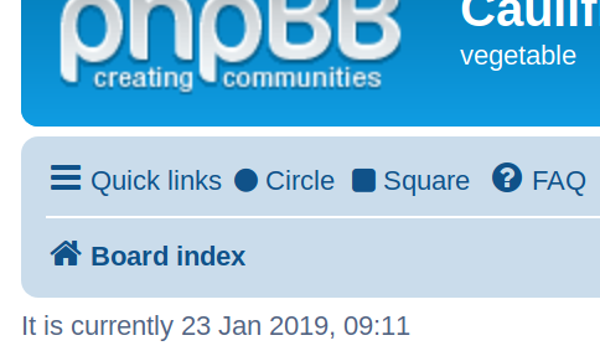 phpBB
creating communities
Caulif
vegetable
Quick links Circle Square FAQ
Board index
It is currently 23 Jan 2019, 09:11